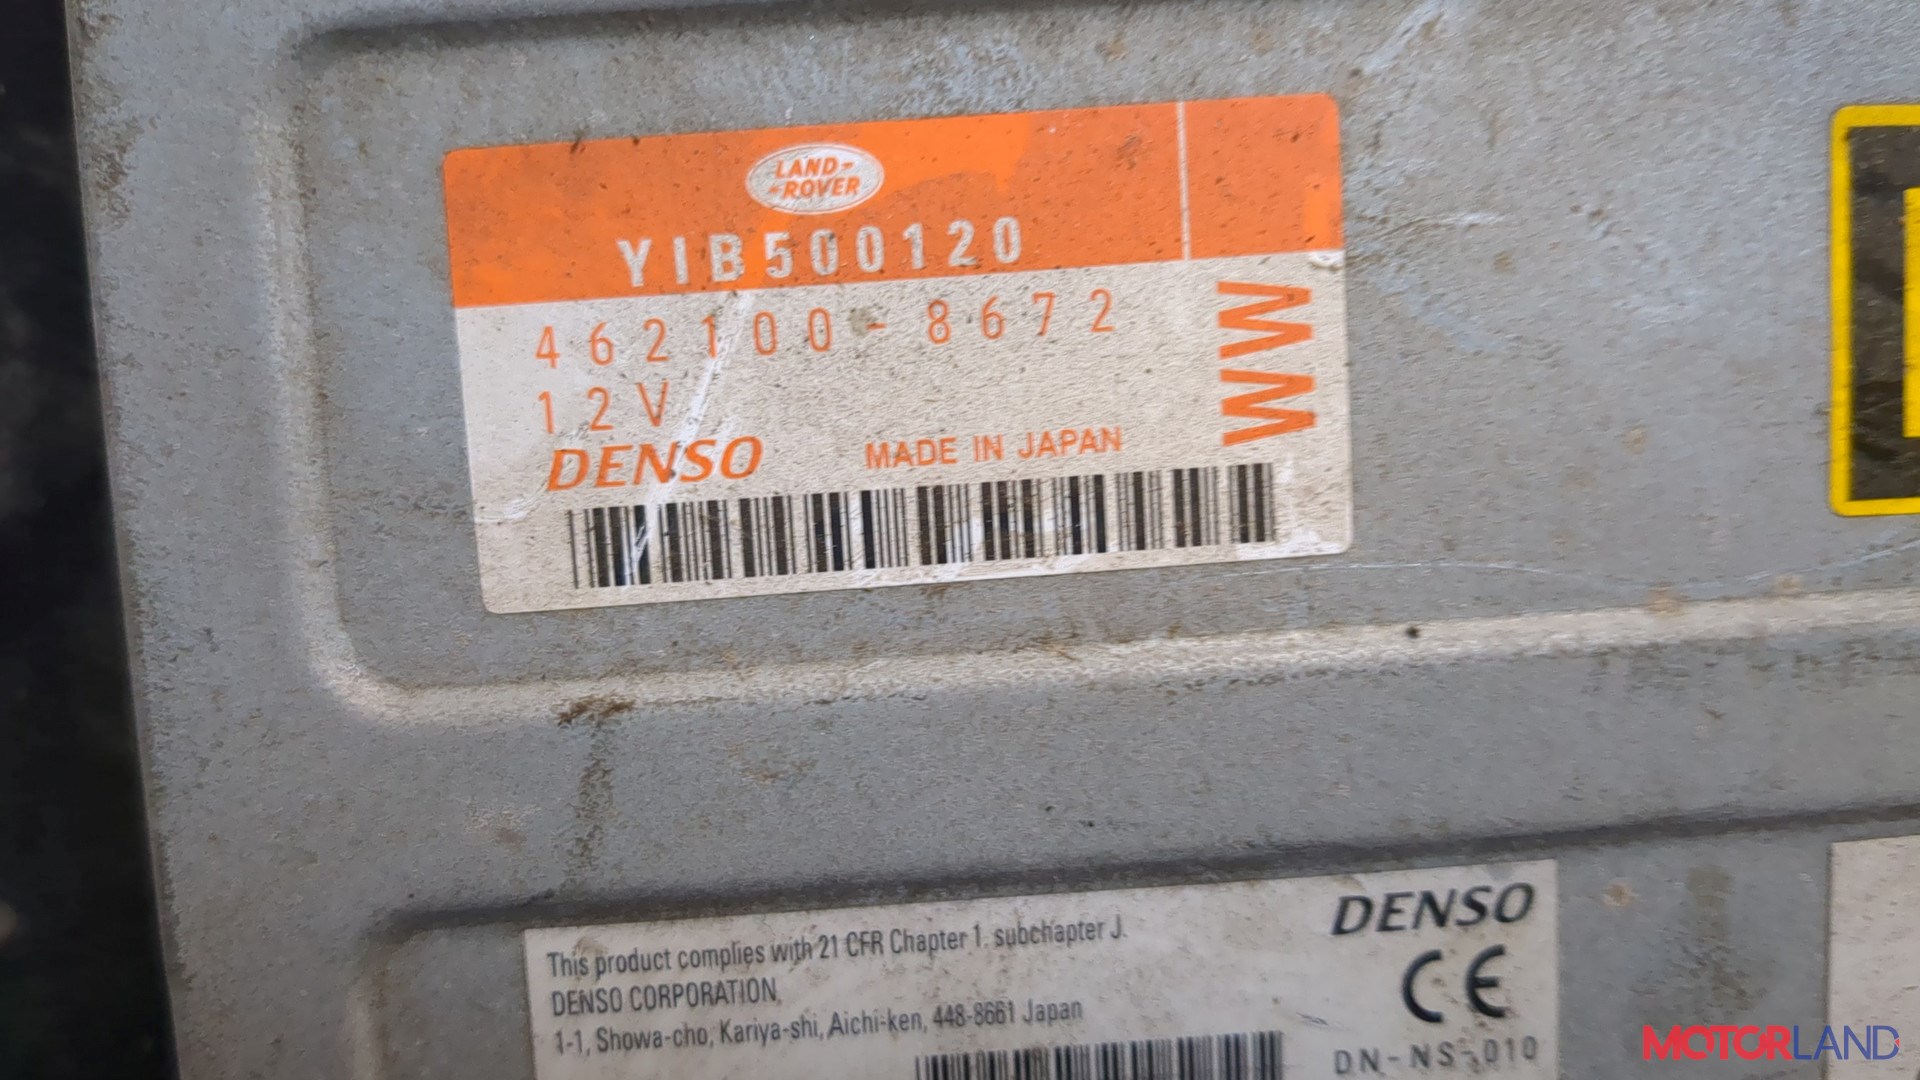 LAND-
-ROVER
YIB500120
462100-8672
12V
DENSO
MADE IN JAPAN
WW
This product complies with 21 CFR Chapter 1. subchapter J.
DENSO CORPORATION
1-1, Showa-cho, Kariya-shi, Aichi-ken, 448-8661 Japan
DENSO
CE
DN-NS-010
MOTORLAND